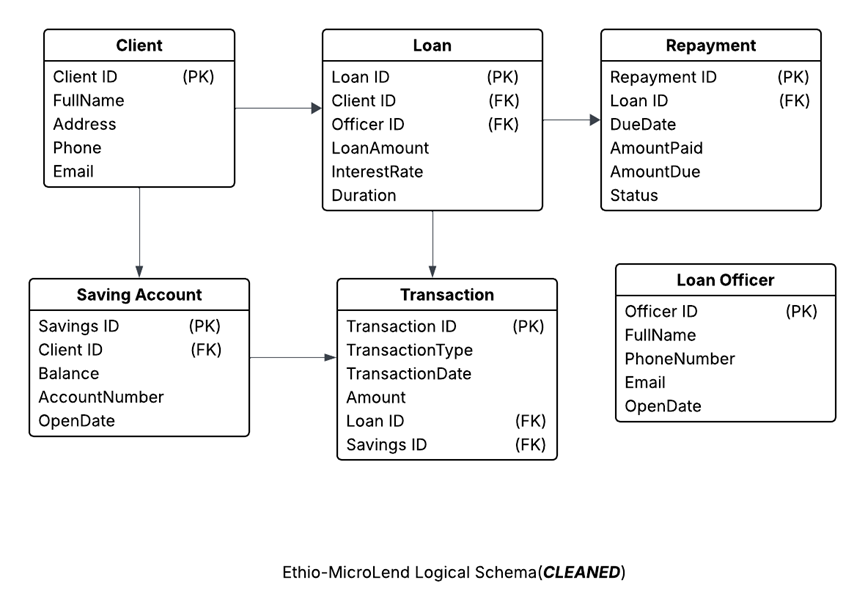 Client
Client ID (PK)
FullName
Address
Phone
Email
Loan
Loan ID (PK)
Client ID (FK)
Officer ID (FK)
LoanAmount
InterestRate
Duration
Repayment
Repayment ID (PK)
Loan ID (FK)
DueDate
AmountPaid
AmountDue
Status
Saving Account
Savings ID (PK)
Client ID (FK)
Balance
AccountNumber
OpenDate
Transaction
Transaction ID (PK)
TransactionType
TransactionDate
Amount
Loan ID (FK)
Savings ID (FK)
Loan Officer
Officer ID (PK)
FullName
PhoneNumber
Email
OpenDate
Ethio-MicroLend Logical Schema(CLEANED)